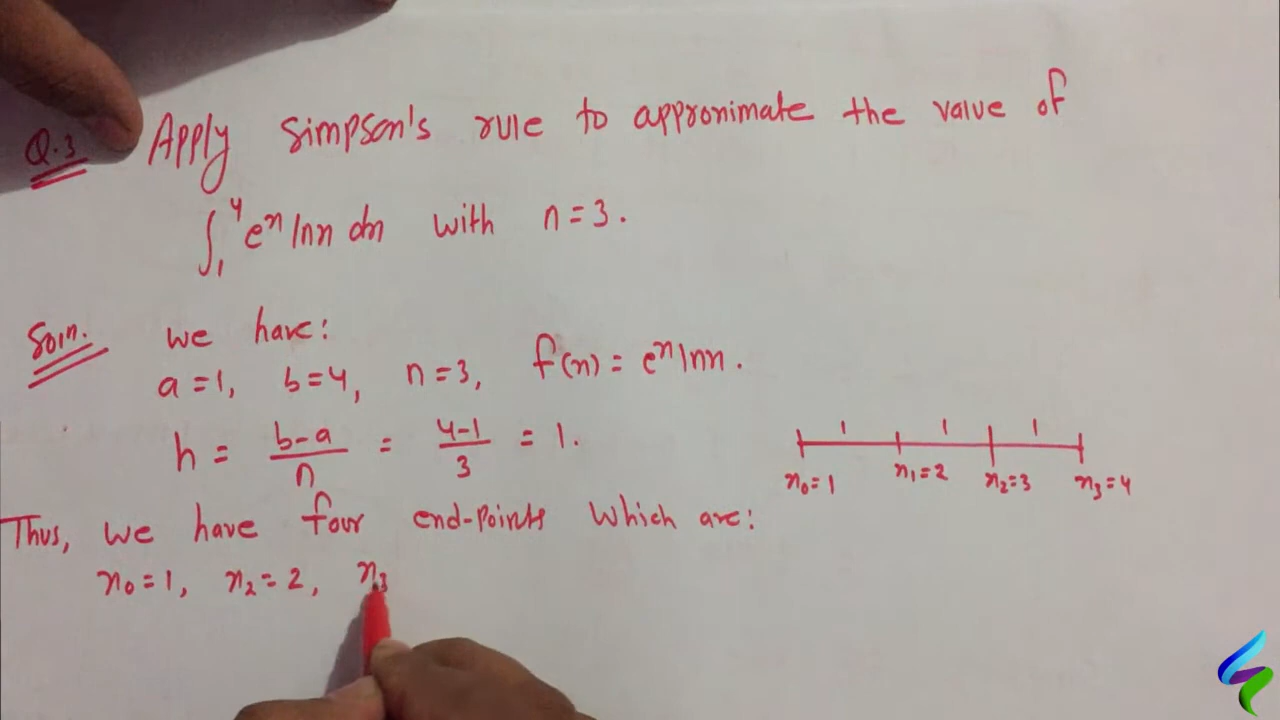 Q.3 Apply Simpson's rule to approximate the value of
∫₁⁴ eˣ lnx dx with n=3.
Soln. we have:
a=1, b=4, n=3, f(x) = eˣ lnx.
h = b-a/n = 4-1/3 = 1.
1 1 1
x₀=1 x₁=2 x₂=3 x₃=4
Thus, we have four end-points which are:
x₀=1, x₂=2, x₃